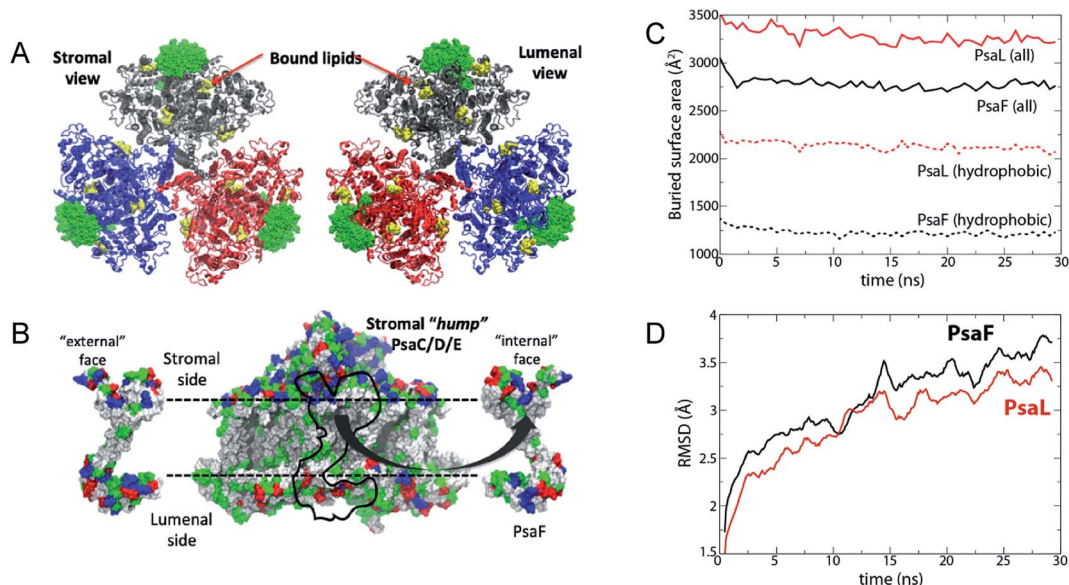 A
Stromal
view
Bound lipids
Lumenal
view
B
"external"
face
Stromal
side
Stromal "hump"
PsaC/D/E
"internal"
face
Lumenal
side
PsaF
C
Buried surface area (Å²)
3500
3000
2500
2000
1500
1000
PsaL (all)
PsaF (all)
PsaL (hydrophobic)
PsaF (hydrophobic)
0 5 10 15 20 25 30
time (ns)
D
RMSD (Å)
4
3.5
3
2.5
2
1.5
PsaF
PsaL
0 5 10 15 20 25 30
time (ns)